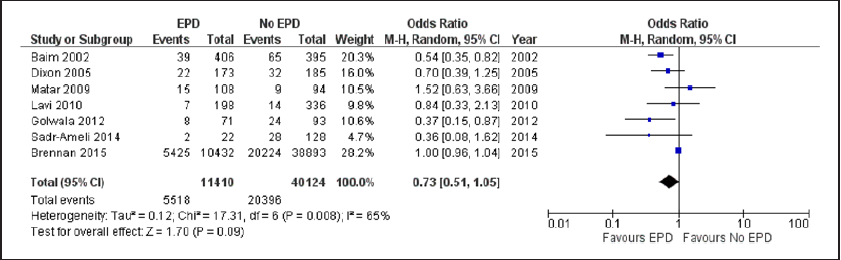 EPD No EPD Odds Ratio Odds Ratio
Study or Subgroup Events Total Events Total Weight M-H, Random, 95% CI Year M-H, Random, 95% CI
Baim 2002 39 406 65 395 20.3% 0.54 [0.35, 0.82] 2002
Dixon 2005 22 173 32 185 16.0% 0.70 [0.39, 1.25] 2005
Matar 2009 15 108 9 94 10.5% 1.52 [0.63, 3.66] 2009
Lavi 2010 7 198 14 336 9.8% 0.84 [0.33, 2.13] 2010
Golwala 2012 8 71 24 93 10.6% 0.37 [0.15, 0.87] 2012
Sadr-Ameli 2014 2 22 28 128 4.7% 0.36 [0.08, 1.62] 2014
Brennan 2015 5425 10432 20224 38893 28.2% 1.00 [0.96, 1.04] 2015
Total (95% CI) 11410 40124 100.0% 0.73 [0.51, 1.05]
Total events 5518 20396
Heterogeneity: Tau² = 0.12; Chi² = 17.31, df = 6 (P = 0.008); I² = 65%
Test for overall effect: Z = 1.70 (P = 0.09)
0.01 0.1 1 10 100
Favours EPD Favours No EPD